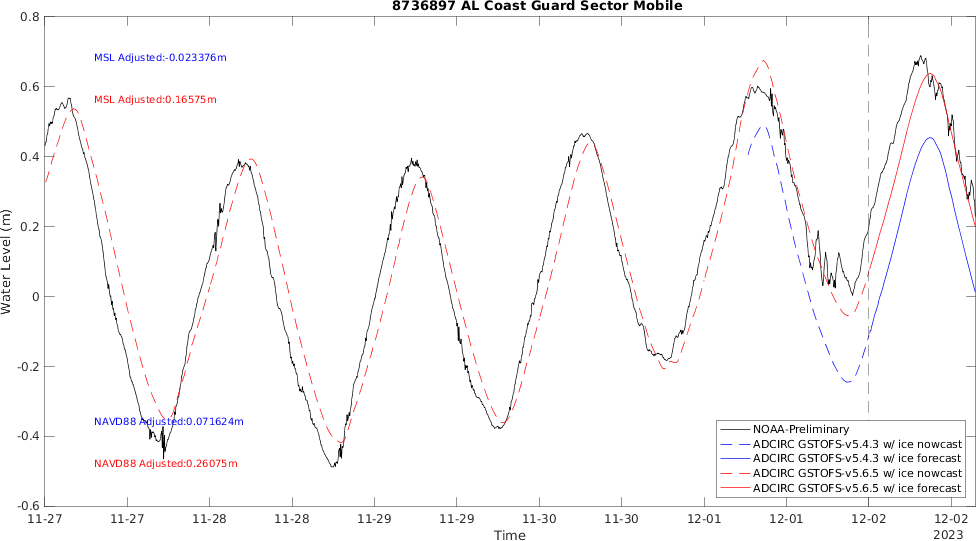 8736897 AL Coast Guard Sector Mobile
0.8
0.6
0.4
0.2
0
-0.2
-0.4
-0.6
Water Level (m)
MSL Adjusted:-0.023376m
MSL Adjusted:0.16575m
NAVD88 Adjusted:0.071624m
NAVD88 Adjusted:0.26075m
NOAA-Preliminary
ADCIRC GSTOFS-v5.4.3 w/ ice nowcast
ADCIRC GSTOFS-v5.4.3 w/ ice forecast
ADCIRC GSTOFS-v5.6.5 w/ ice nowcast
ADCIRC GSTOFS-v5.6.5 w/ ice forecast
11-27 11-27 11-28 11-28 11-29 11-29 11-30 11-30 12-01 12-01 12-02 12-02
2023
Time